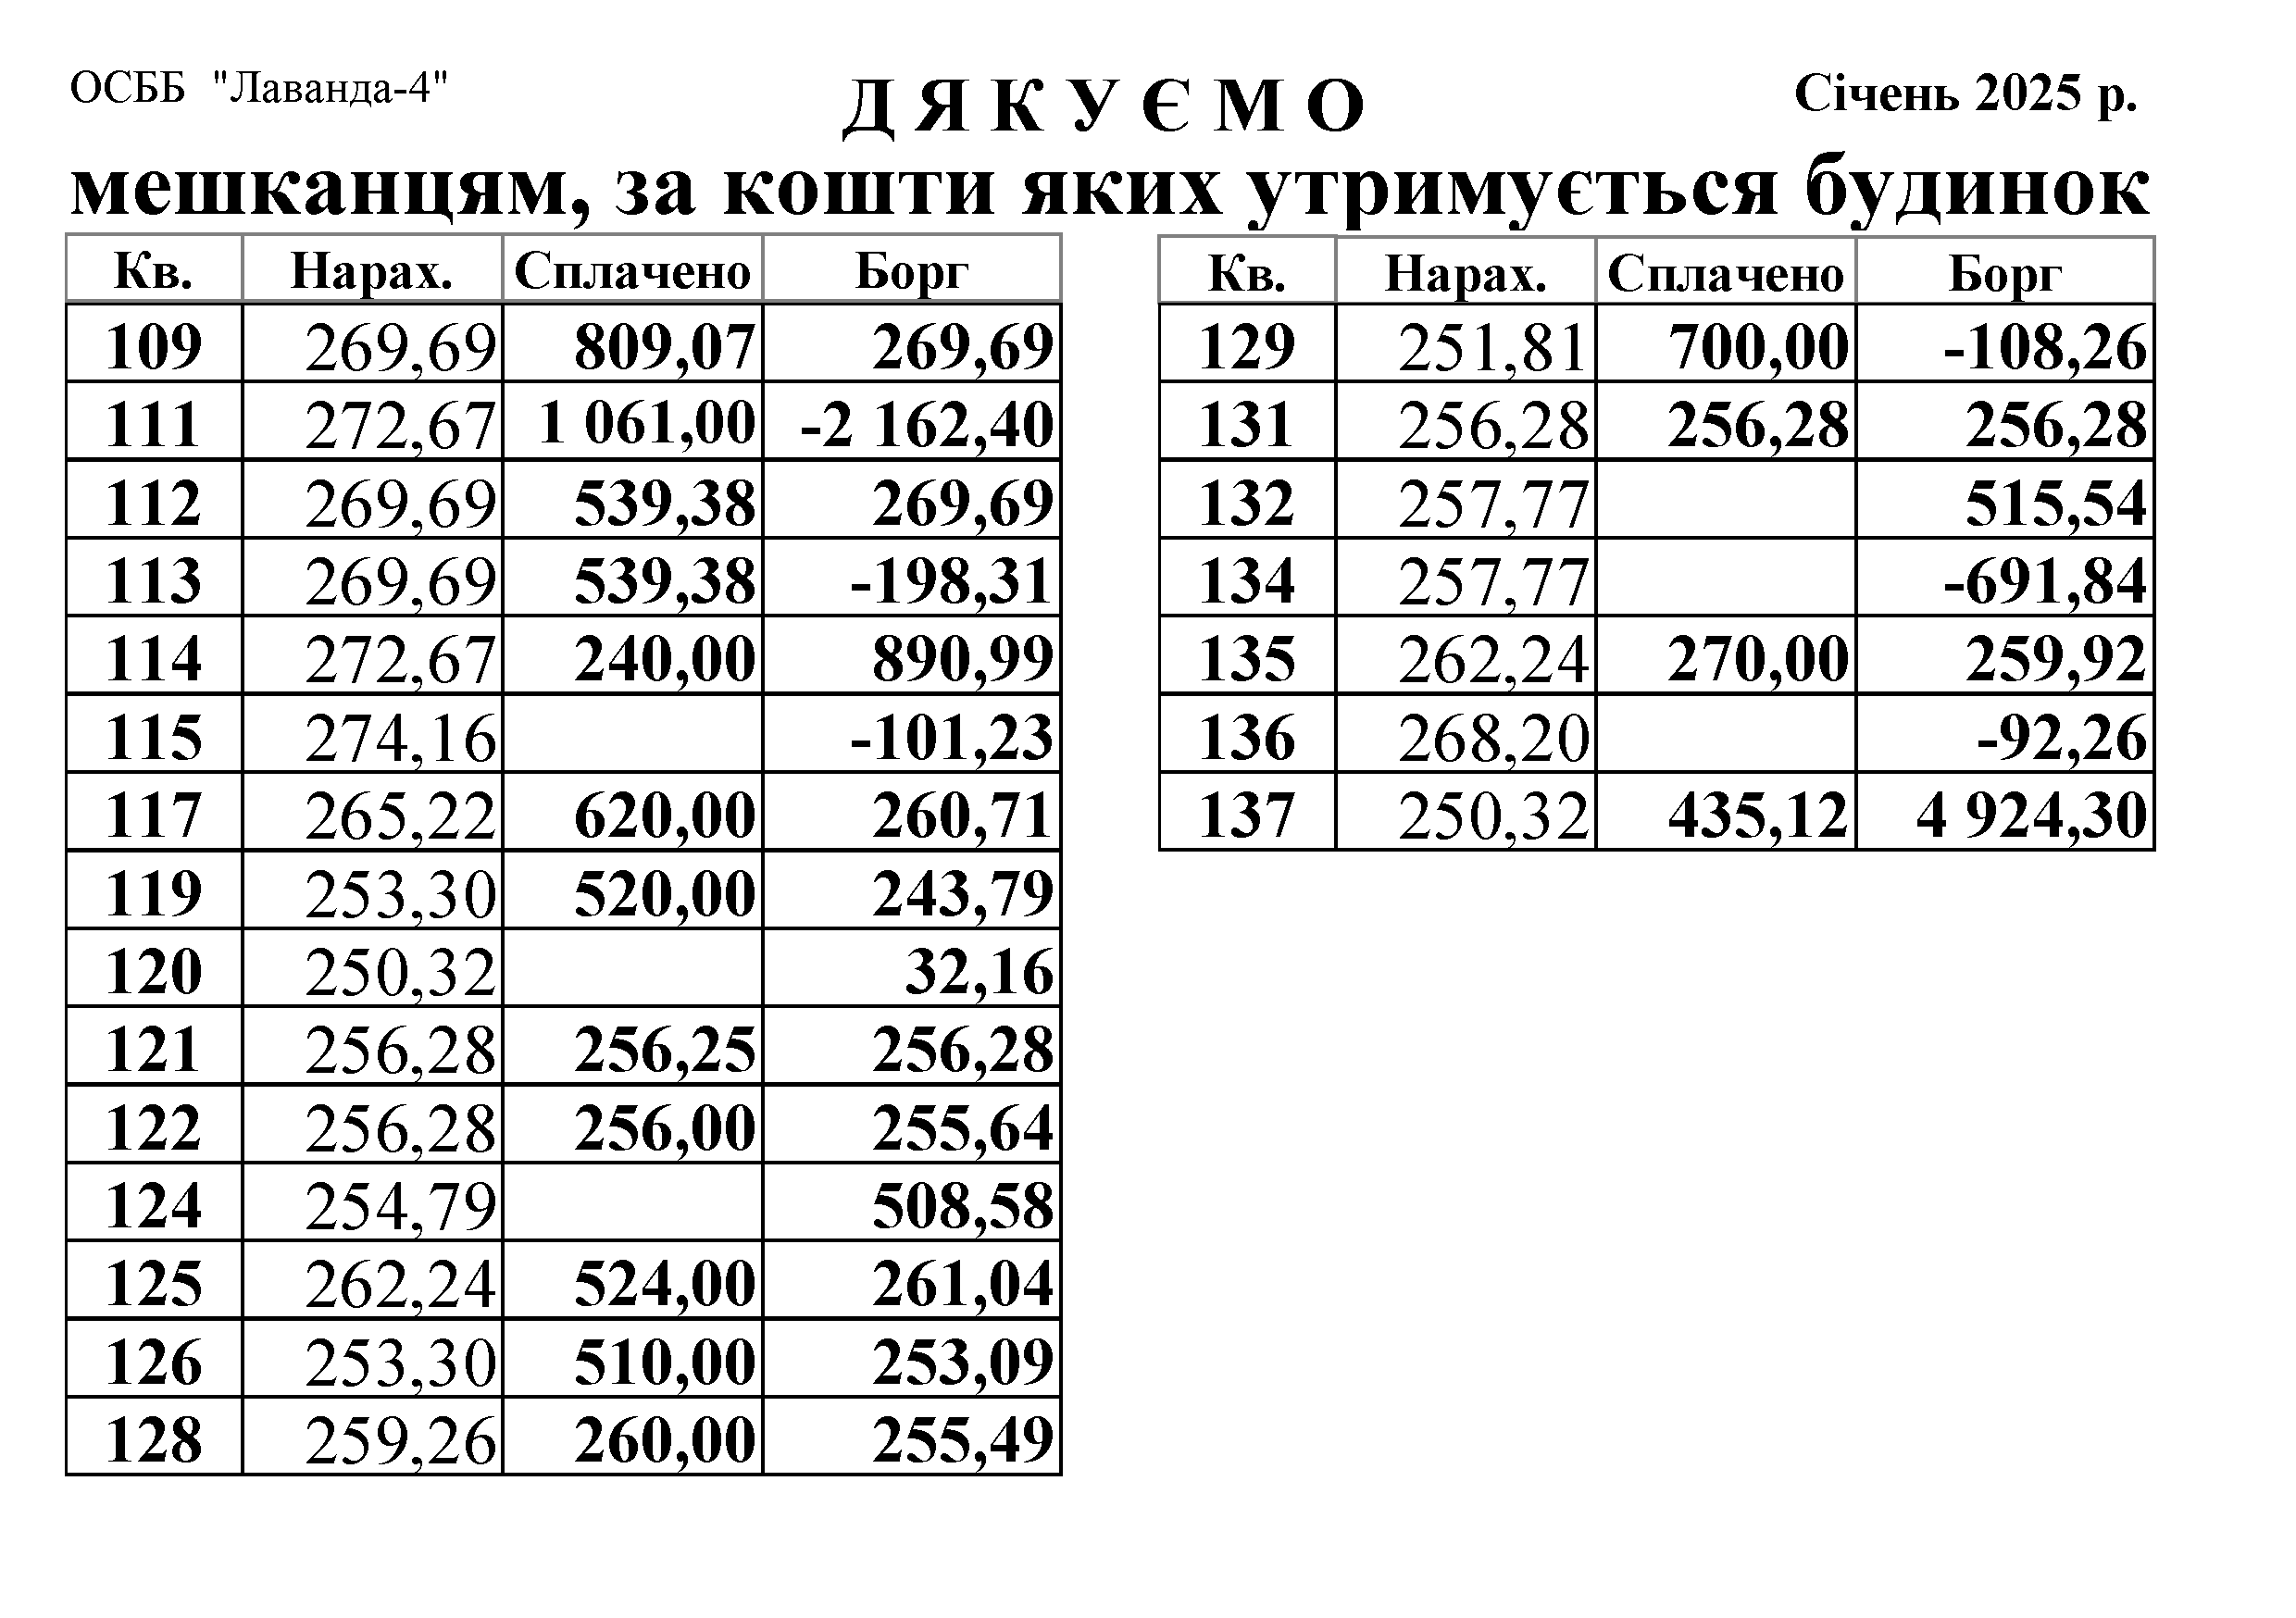 ОСББ "Лаванда-4"
Д Я К У Є М О
Січень 2025 р.
мешканцям, за кошти яких утримується будинок
Кв. Нарах. Сплачено Борг
109 269,69 809,07 269,69
111 272,67 1 061,00 -2 162,40
112 269,69 539,38 269,69
113 269,69 539,38 -198,31
114 272,67 240,00 890,99
115 274,16 -101,23
117 265,22 620,00 260,71
119 253,30 520,00 243,79
120 250,32 32,16
121 256,28 256,25 256,28
122 256,28 256,00 255,64
124 254,79 508,58
125 262,24 524,00 261,04
126 253,30 510,00 253,09
128 259,26 260,00 255,49
Кв. Нарах. Сплачено Борг
129 251,81 700,00 -108,26
131 256,28 256,28 256,28
132 257,77 515,54
134 257,77 -691,84
135 262,24 270,00 259,92
136 268,20 -92,26
137 250,32 435,12 4 924,30